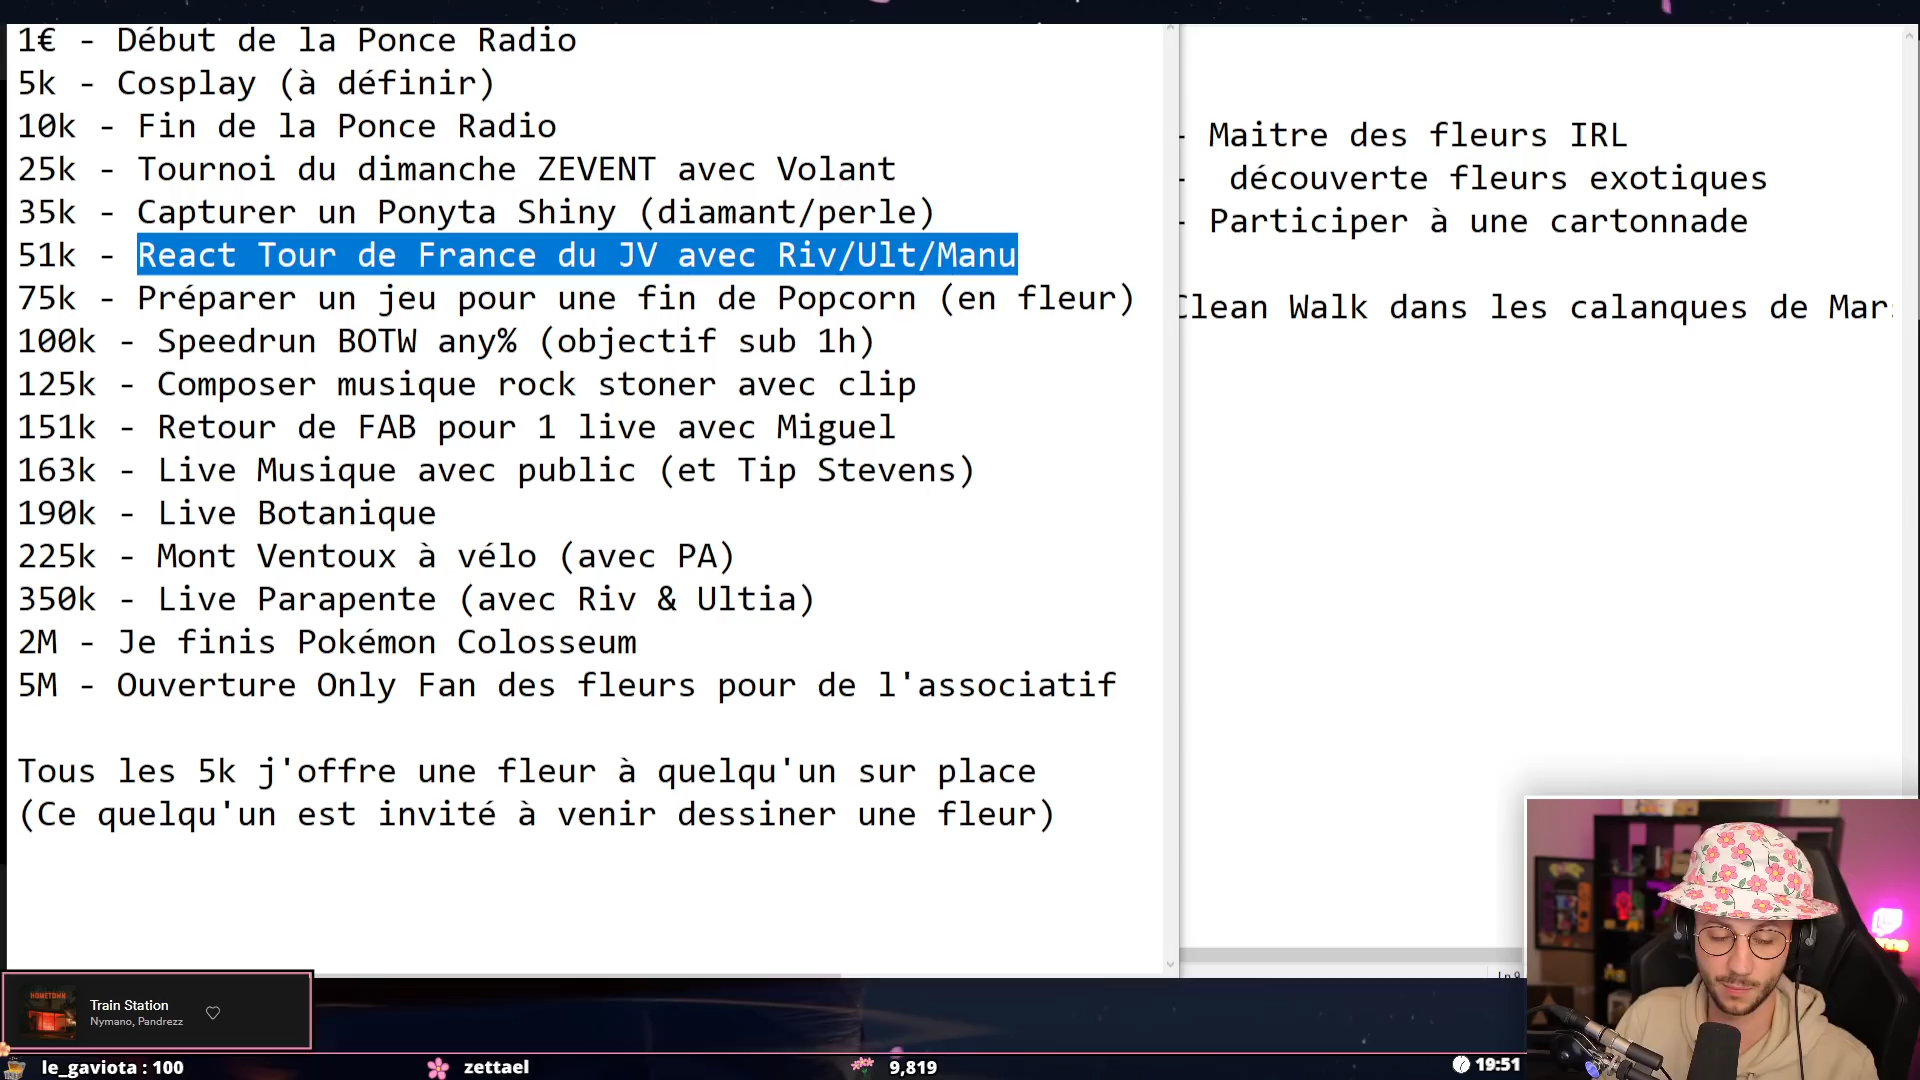 1€ - Début de la Ponce Radio
5k - Cosplay (à définir)
10k - Fin de la Ponce Radio
25k - Tournoi du dimanche ZEVENT avec Volant
35k - Capturer un Ponyta Shiny (diamant/perle)
51k - React Tour de France du JV avec Riv/Ult/Manu
75k - Préparer un jeu pour une fin de Popcorn (en fleur)
100k - Speedrun BOTW any% (objectif sub 1h)
125k - Composer musique rock stoner avec clip
151k - Retour de FAB pour 1 live avec Miguel
163k - Live Musique avec public (et Tip Stevens)
190k - Live Botanique
225k - Mont Ventoux à vélo (avec PA)
350k - Live Parapente (avec Riv & Ultia)
2M - Je finis Pokémon Colosseum
5M - Ouverture Only Fan des fleurs pour de l'associatif
Tous les 5k j'offre une fleur à quelqu'un sur place
(Ce quelqu'un est invité à venir dessiner une fleur)
- Maitre des fleurs IRL
- découverte fleurs exotiques
- Participer à une cartonnade
Clean Walk dans les calanques de Mar
HOMETOWN
Train Station
Nymano, Pandrezz
le_gaviota : 100
zettael
9,819
19:51